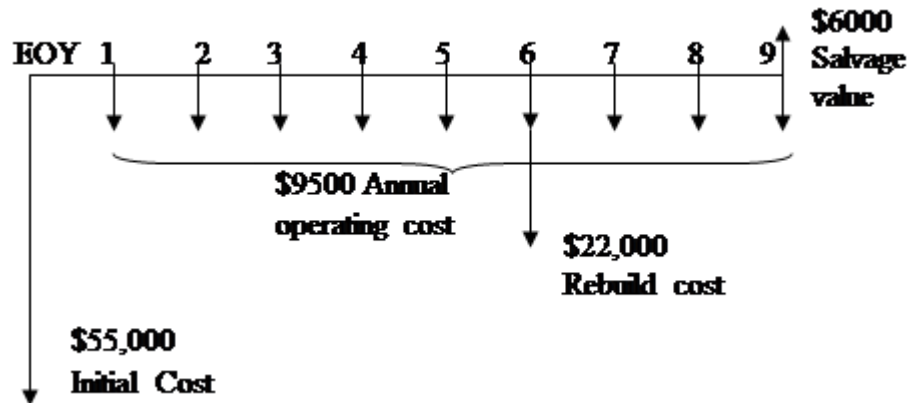 $6000
EOY 1 2 3 4 5 6 7 8 9 Salvage
value
$9500 Annual
operating cost
$22,000
Rebuild cost
$55,000
Initial Cost